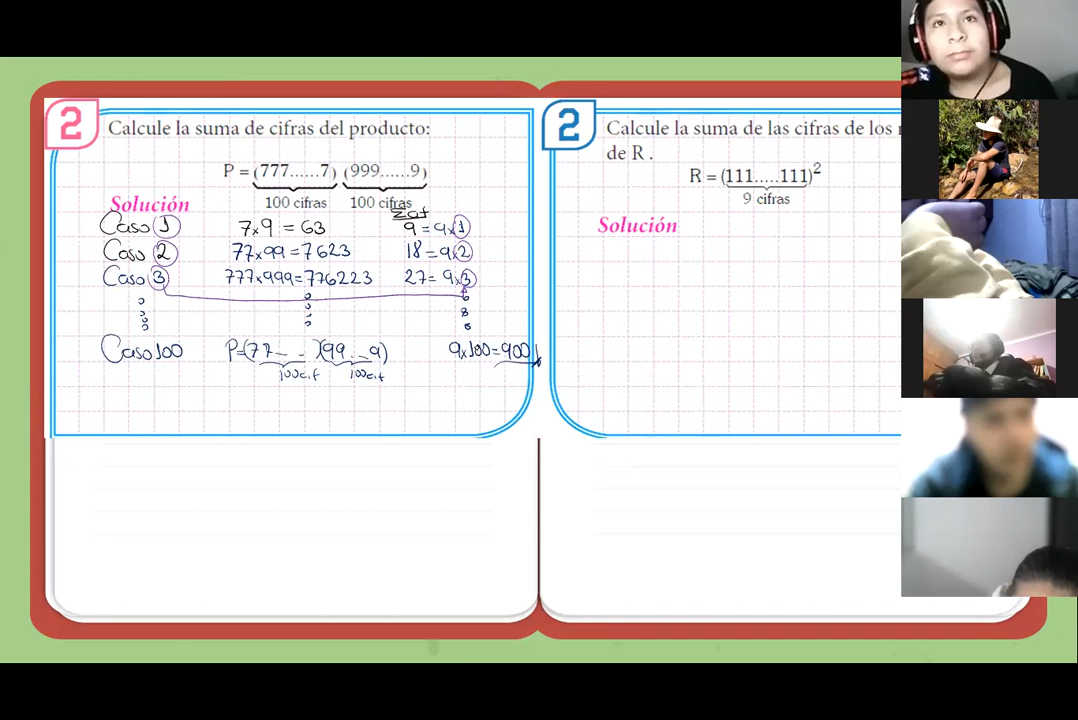 2
Calcule la suma de cifras del producto:
P = (777......7) (999......9)
100 cifras 100 cifras
Solución
Σcif
Caso 1 7x9 = 63 9 = 9x1
Caso 2 77x99 = 7623 18 = 9x2
Caso 3 777x999 = 776223 27 = 9x3
Caso 100 P=(77... )(99...9) 9x100=900
100cif 100cif
2
Calcule la suma de las cifras de los
de R .
R = (111.....111)²
9 cifras
Solución